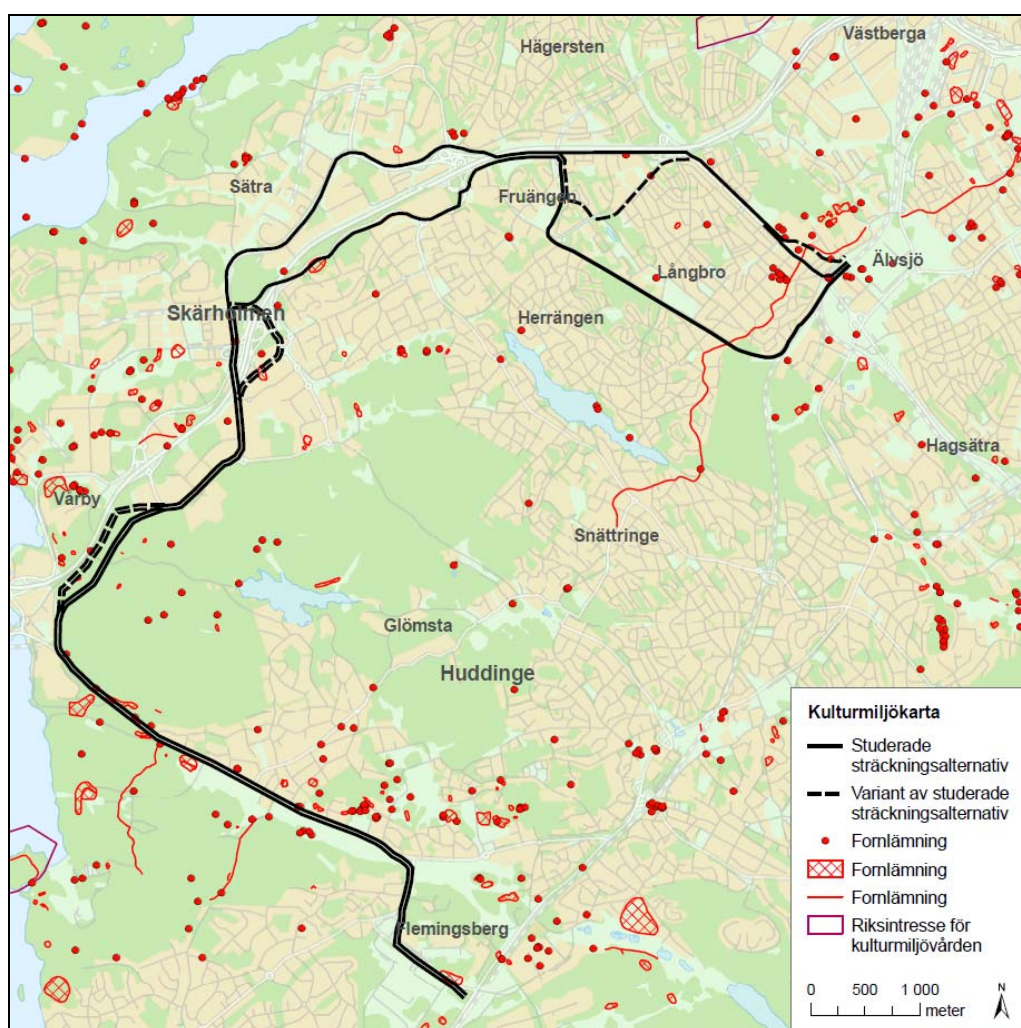 Hägersten
Västberga
Sätra
Fruängen
Långbro
Älvsjö
Skärholmen
Herrängen
Hagsätra
Vårby
Snättringe
Glömsta
Huddinge
Flemingsberg
Kulturmiljökarta
Studerade
sträckningsalternativ
Variant av studerade
sträckningsalternativ
Fornlämning
Fornlämning
Fornlämning
Riksintresse för
kulturmiljövården
0 500 1 000
meter
N